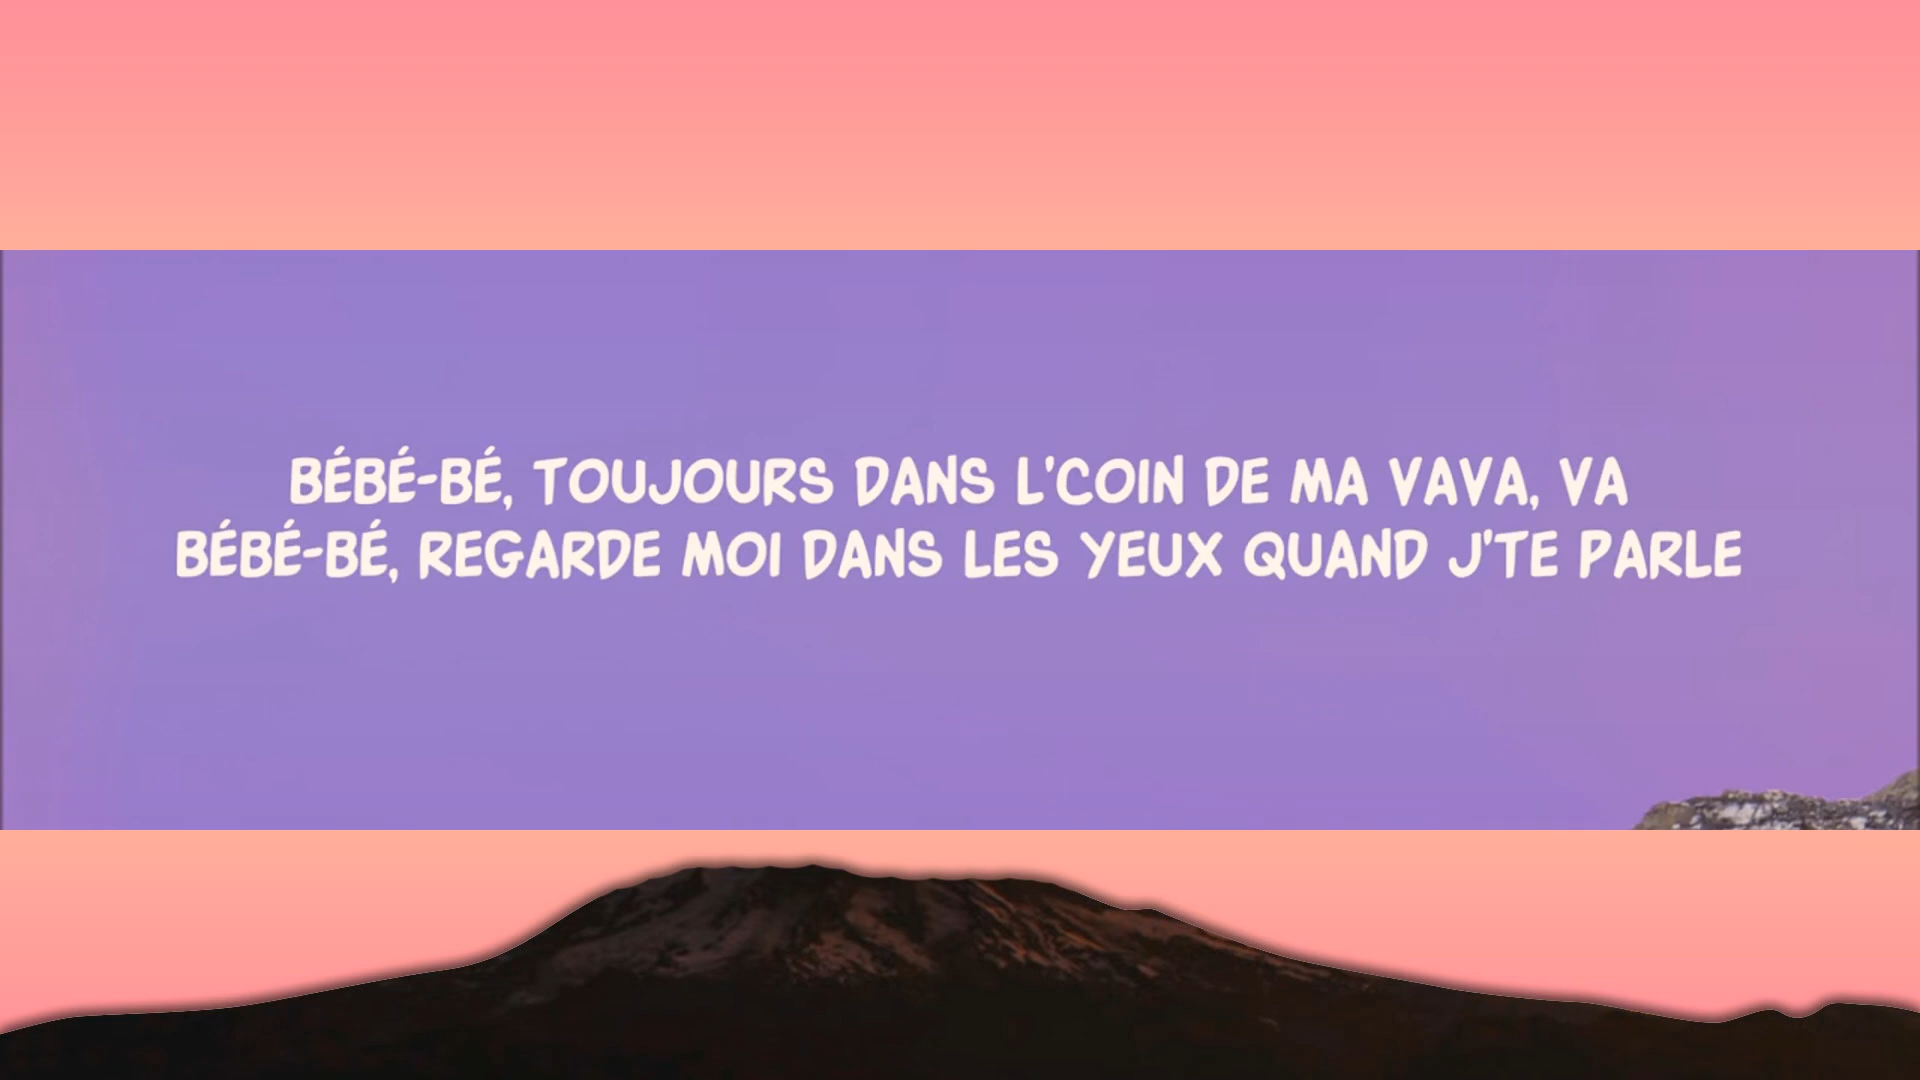 BÉBÉ-BÉ, TOUJOURS DANS L'COIN DE MA VAVA, VA
BÉBÉ-BÉ, REGARDE MOI DANS LES YEUX QUAND J'TE PARLE